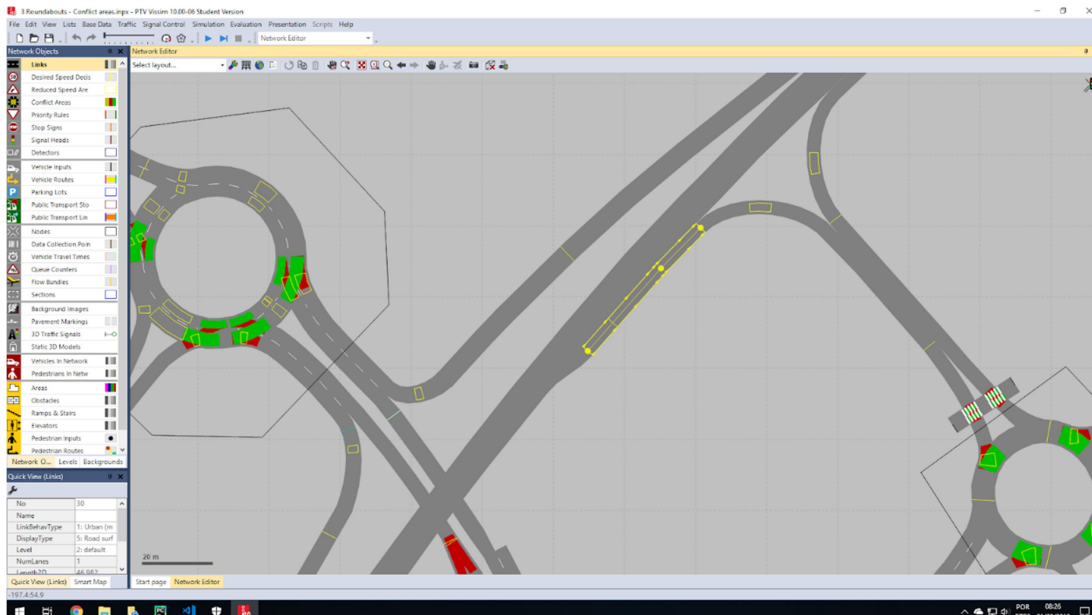 3.Roundabouts - Conflict areas.inpx - PTV Vissim 10.00-06 Student Version
File Edit View Lists Base Data Traffic Signal Control Simulation Evaluation Presentation Scripts Help
Network Editor
Network Objects
Network Editor
Select layout...
Links
Desired Speed Decis
Reduced Speed Are
Conflict Areas
Priority Rules
Stop Signs
Signal Heads
Detectors
Vehicle Inputs
Vehicle Routes
Parking Lots
Public Transport Sto
Public Transport Lin
Nodes
Data Collection Poin
Vehicle Travel Times
Queue Counters
Flow Bundles
Sections
Background Images
Pavement Markings
3D Traffic Signals
Static 3D Models
Vehicles In Network
Pedestrians In Netw
Areas
Obstacles
Ramps & Stairs
Elevators
Pedestrian Inputs
Pedestrian Routes
Network O... Levels Backgrounds
Quick View (Links)
No 30
Name
LinkBehavType 1: Urban (m
DisplayType 5: Road surf
Level 2: default
NumLanes 1
Length2D 46.982
20 m
Quick View (Links) Smart Map
Start page Network Editor
-197.4:54.9
POR
08:26